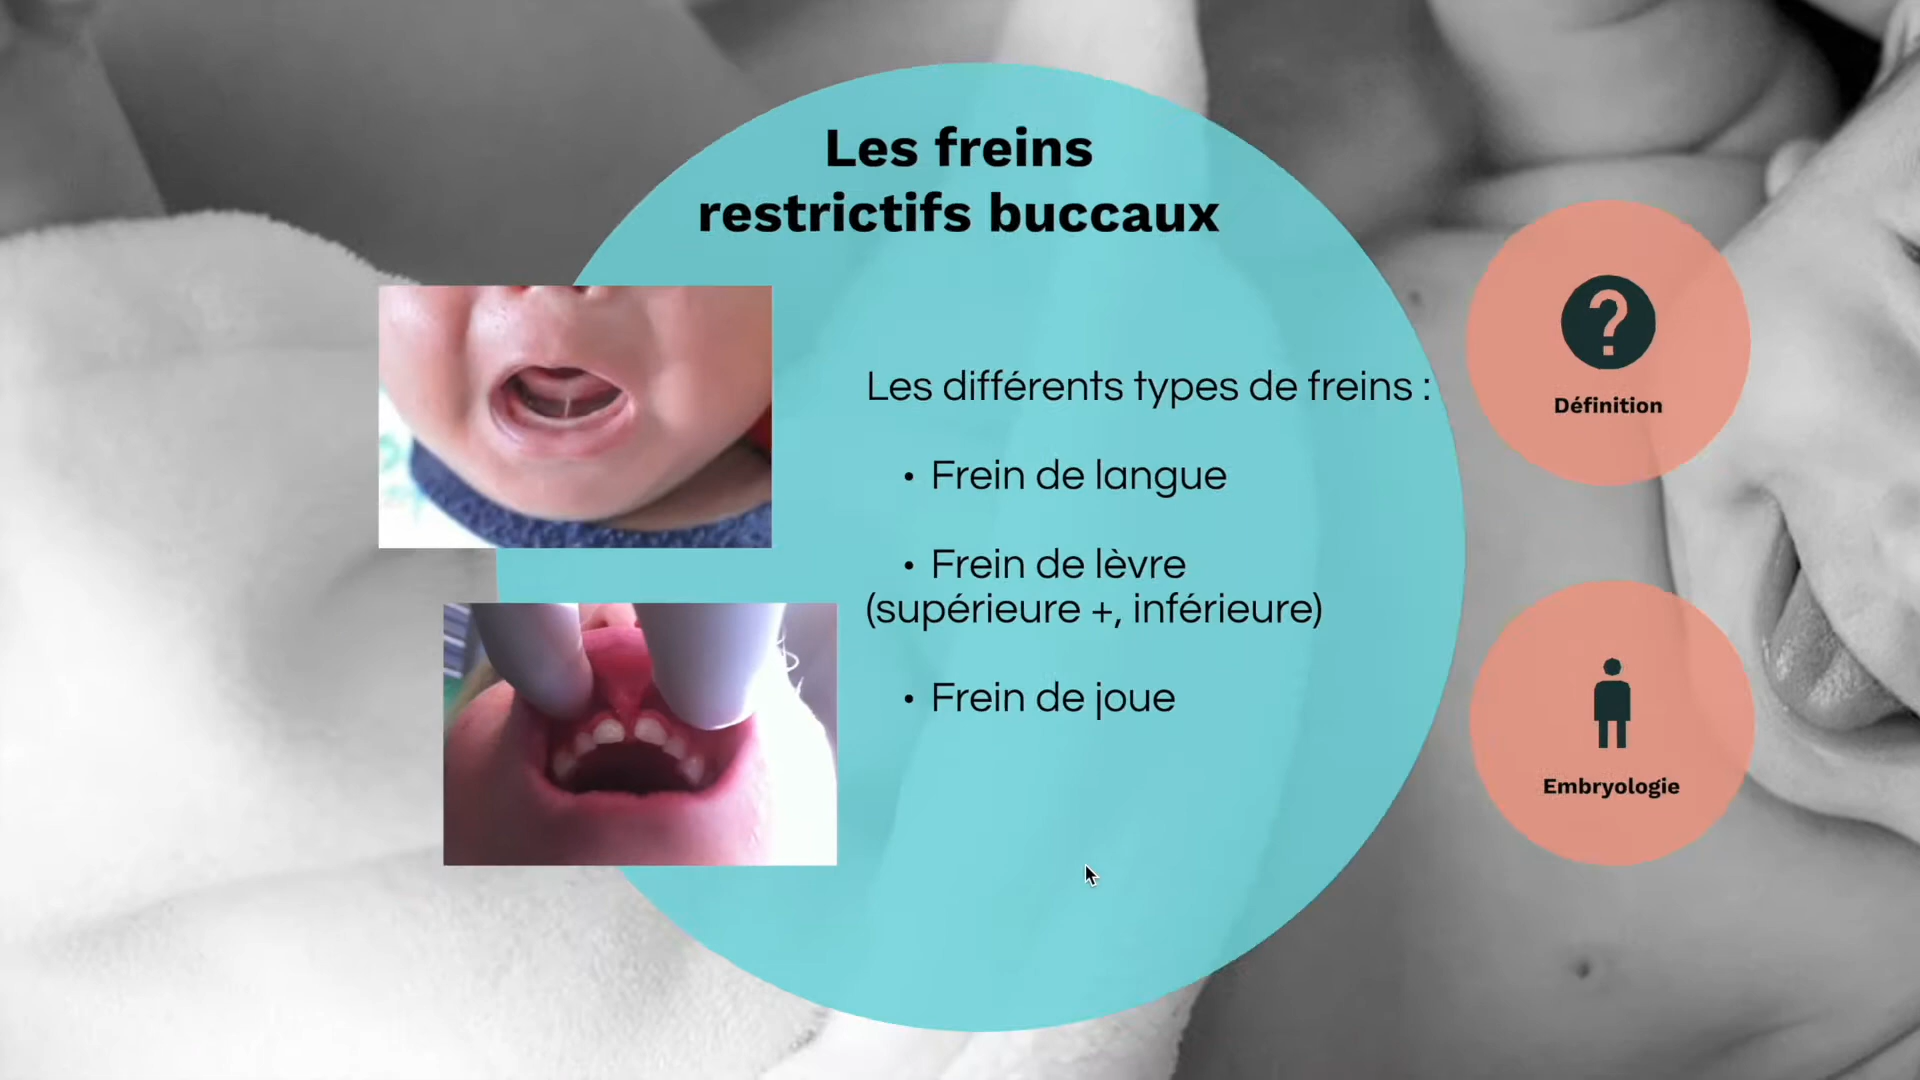 Les freins
restrictifs buccaux
Les différents types de freins :
• Frein de langue
• Frein de lèvre
(supérieure +, inférieure)
• Frein de joue
?
Définition
Embryologie